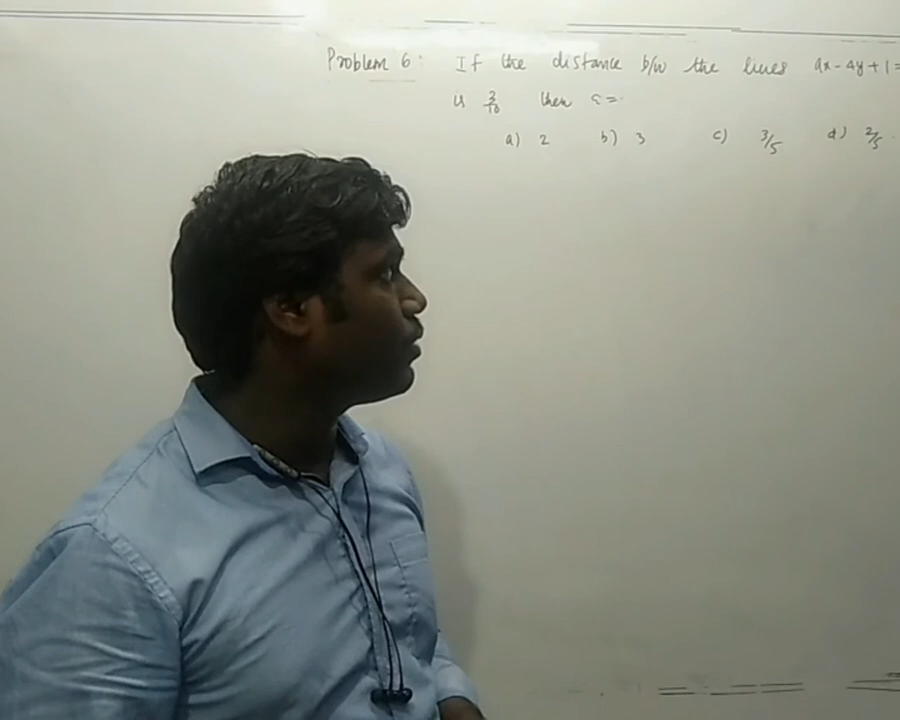 Problem 6: If the distance b/w the lines ax-4y+1=
is 3/10 then a=
a) 2 b) 3 c) 3/5 d) 2/5